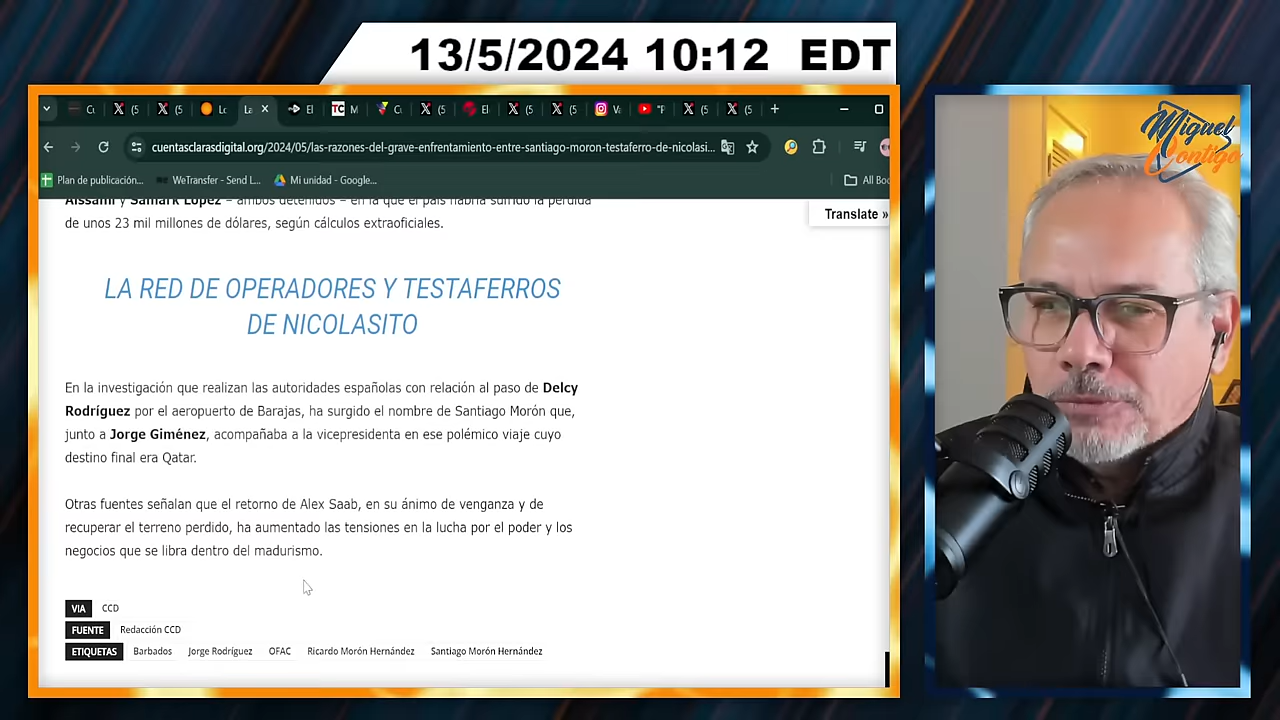 13/5/2024 10:12 EDT
Miguel
Contigo
cuentasclarasdigital.org/2024/05/las-razones-del-grave-enfrentamiento-entre-santiago-moron-testaferro-de-nicolasi...
Plan de publicación... WeTransfer - Send L... Mi unidad - Google... All Boo
Translate »
Aissami y Samark López – ambos detenidos – en la que el país habría sufrido la pérdida
de unos 23 mil millones de dólares, según cálculos extraoficiales.
LA RED DE OPERADORES Y TESTAFERROS
DE NICOLASITO
En la investigación que realizan las autoridades españolas con relación al paso de Delcy
Rodríguez por el aeropuerto de Barajas, ha surgido el nombre de Santiago Morón que,
junto a Jorge Giménez, acompañaba a la vicepresidenta en ese polémico viaje cuyo
destino final era Qatar.
Otras fuentes señalan que el retorno de Alex Saab, en su ánimo de venganza y de
recuperar el terreno perdido, ha aumentado las tensiones en la lucha por el poder y los
negocios que se libra dentro del madurismo.
VIA CCD
FUENTE Redacción CCD
ETIQUETAS Barbados Jorge Rodríguez OFAC Ricardo Morón Hernández Santiago Morón Hernández